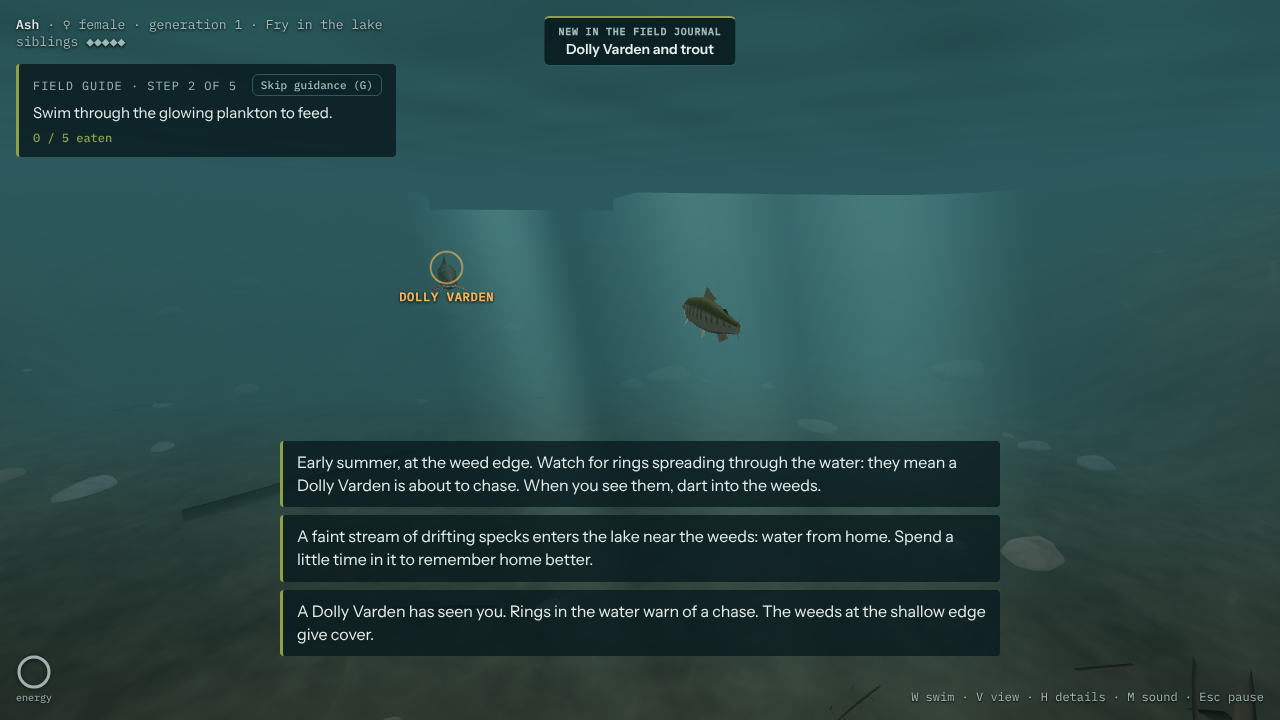 Ash · ♀ female · generation 1 · Fry in the lake
siblings ◆◆◆◆◆
NEW IN THE FIELD JOURNAL
Dolly Varden and trout
FIELD GUIDE · STEP 2 OF 5
Skip guidance (G)
Swim through the glowing plankton to feed.
0 / 5 eaten
DOLLY VARDEN
Early summer, at the weed edge. Watch for rings spreading through the water: they mean a
Dolly Varden is about to chase. When you see them, dart into the weeds.
A faint stream of drifting specks enters the lake near the weeds: water from home. Spend a
little time in it to remember home better.
A Dolly Varden has seen you. Rings in the water warn of a chase. The weeds at the shallow edge
give cover.
energy
W swim · V view · H details · M sound · Esc pause